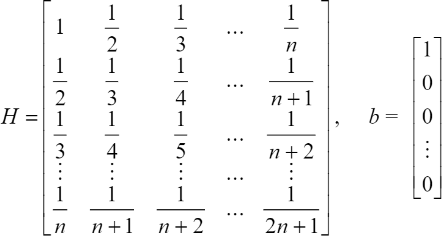 H = [ 1 1/2 1/3 ... 1/n
1/2 1/3 1/4 ... 1/(n+1)
1/3 1/4 1/5 ... 1/(n+2)
⋮ ⋮ ⋮ ... ⋮
1/n 1/(n+1) 1/(n+2) ... 1/(2n+1) ], b = [ 1
0
0
⋮
0 ]